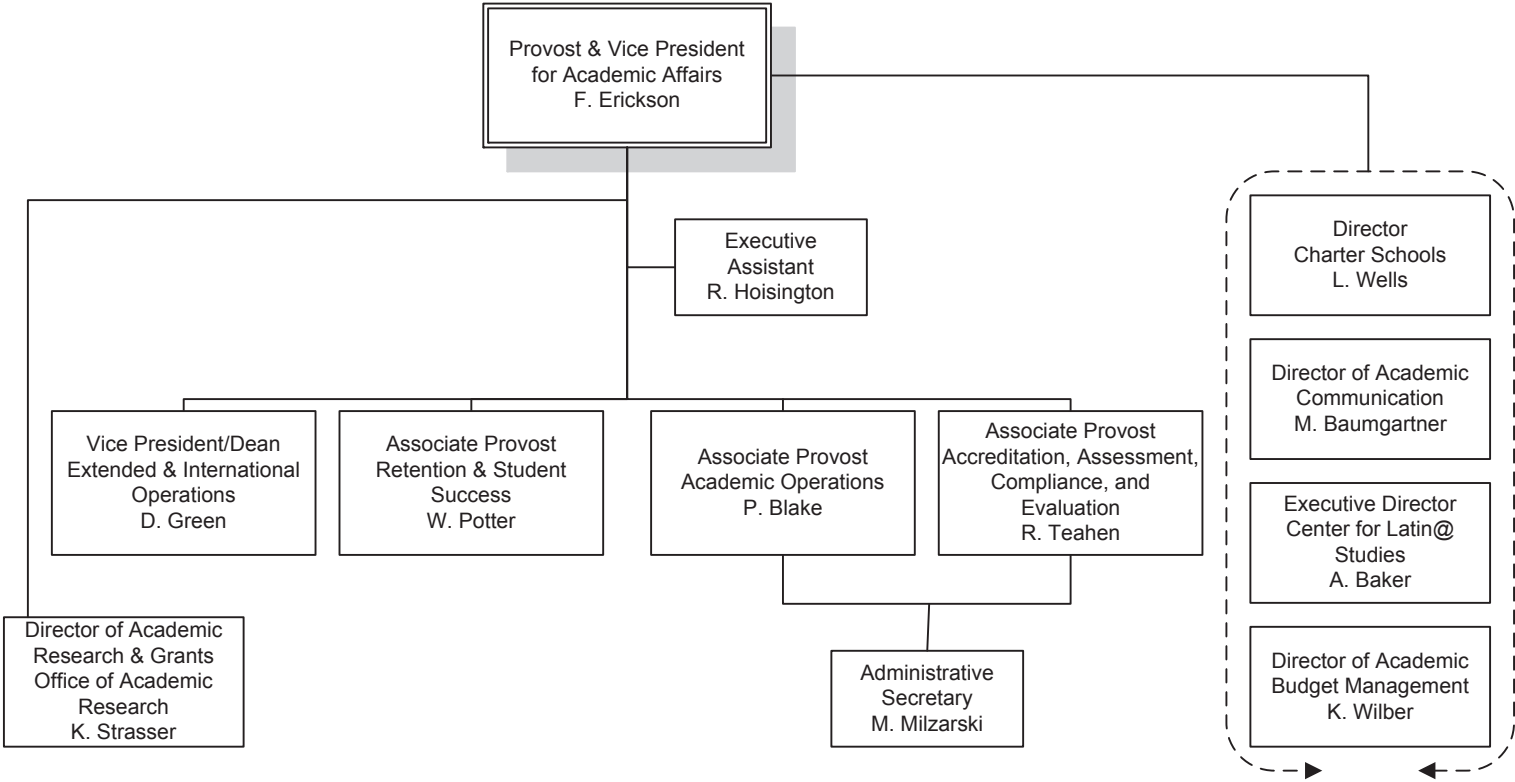 Provost & Vice President
for Academic Affairs
F. Erickson
Executive
Assistant
R. Hoisington
Director
Charter Schools
L. Wells
Director of Academic
Communication
M. Baumgartner
Executive Director
Center for Latin@
Studies
A. Baker
Director of Academic
Budget Management
K. Wilber
Vice President/Dean
Extended & International
Operations
D. Green
Associate Provost
Retention & Student
Success
W. Potter
Associate Provost
Academic Operations
P. Blake
Associate Provost
Accreditation, Assessment,
Compliance, and
Evaluation
R. Teahen
Director of Academic
Research & Grants
Office of Academic
Research
K. Strasser
Administrative
Secretary
M. Milzarski